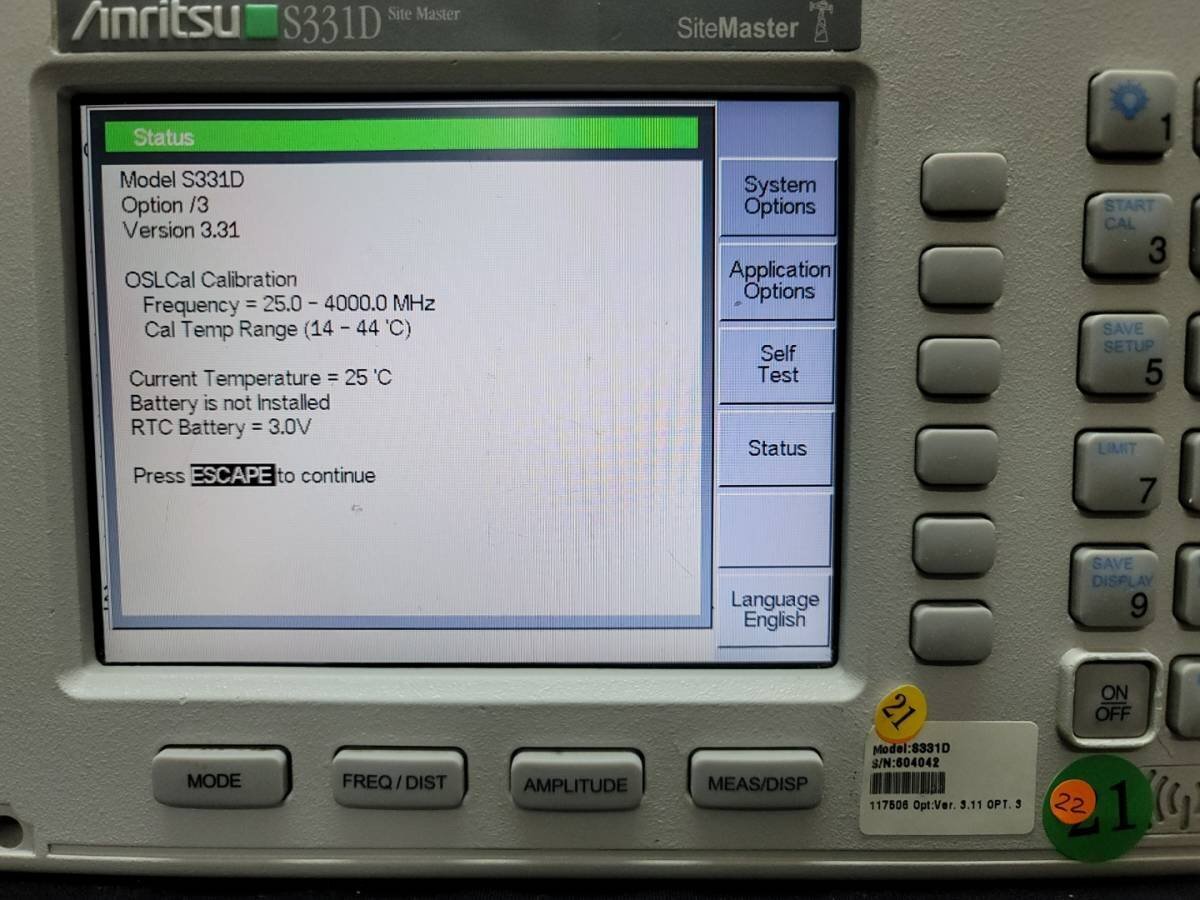 Anritsu S331D Site Master
SiteMaster
Status
Model S331D
Option /3
Version 3.31
OSLCal Calibration
Frequency = 25.0 - 4000.0 MHz
Cal Temp Range (14 - 44 'C)
Current Temperature = 25 'C
Battery is not Installed
RTC Battery = 3.0V
Press ESCAPE to continue
System
Options
Application
Options
Self
Test
Status
Language
English
1
START
CAL
3
SAVE
SETUP
5
LIMIT
7
SAVE
DISPLAY
9
ON
OFF
MODE
FREQ / DIST
AMPLITUDE
MEAS/DISP
21
Model:S331D
S/N:604042
117506 Opt:Ver. 3.11 OPT. 3
22
21